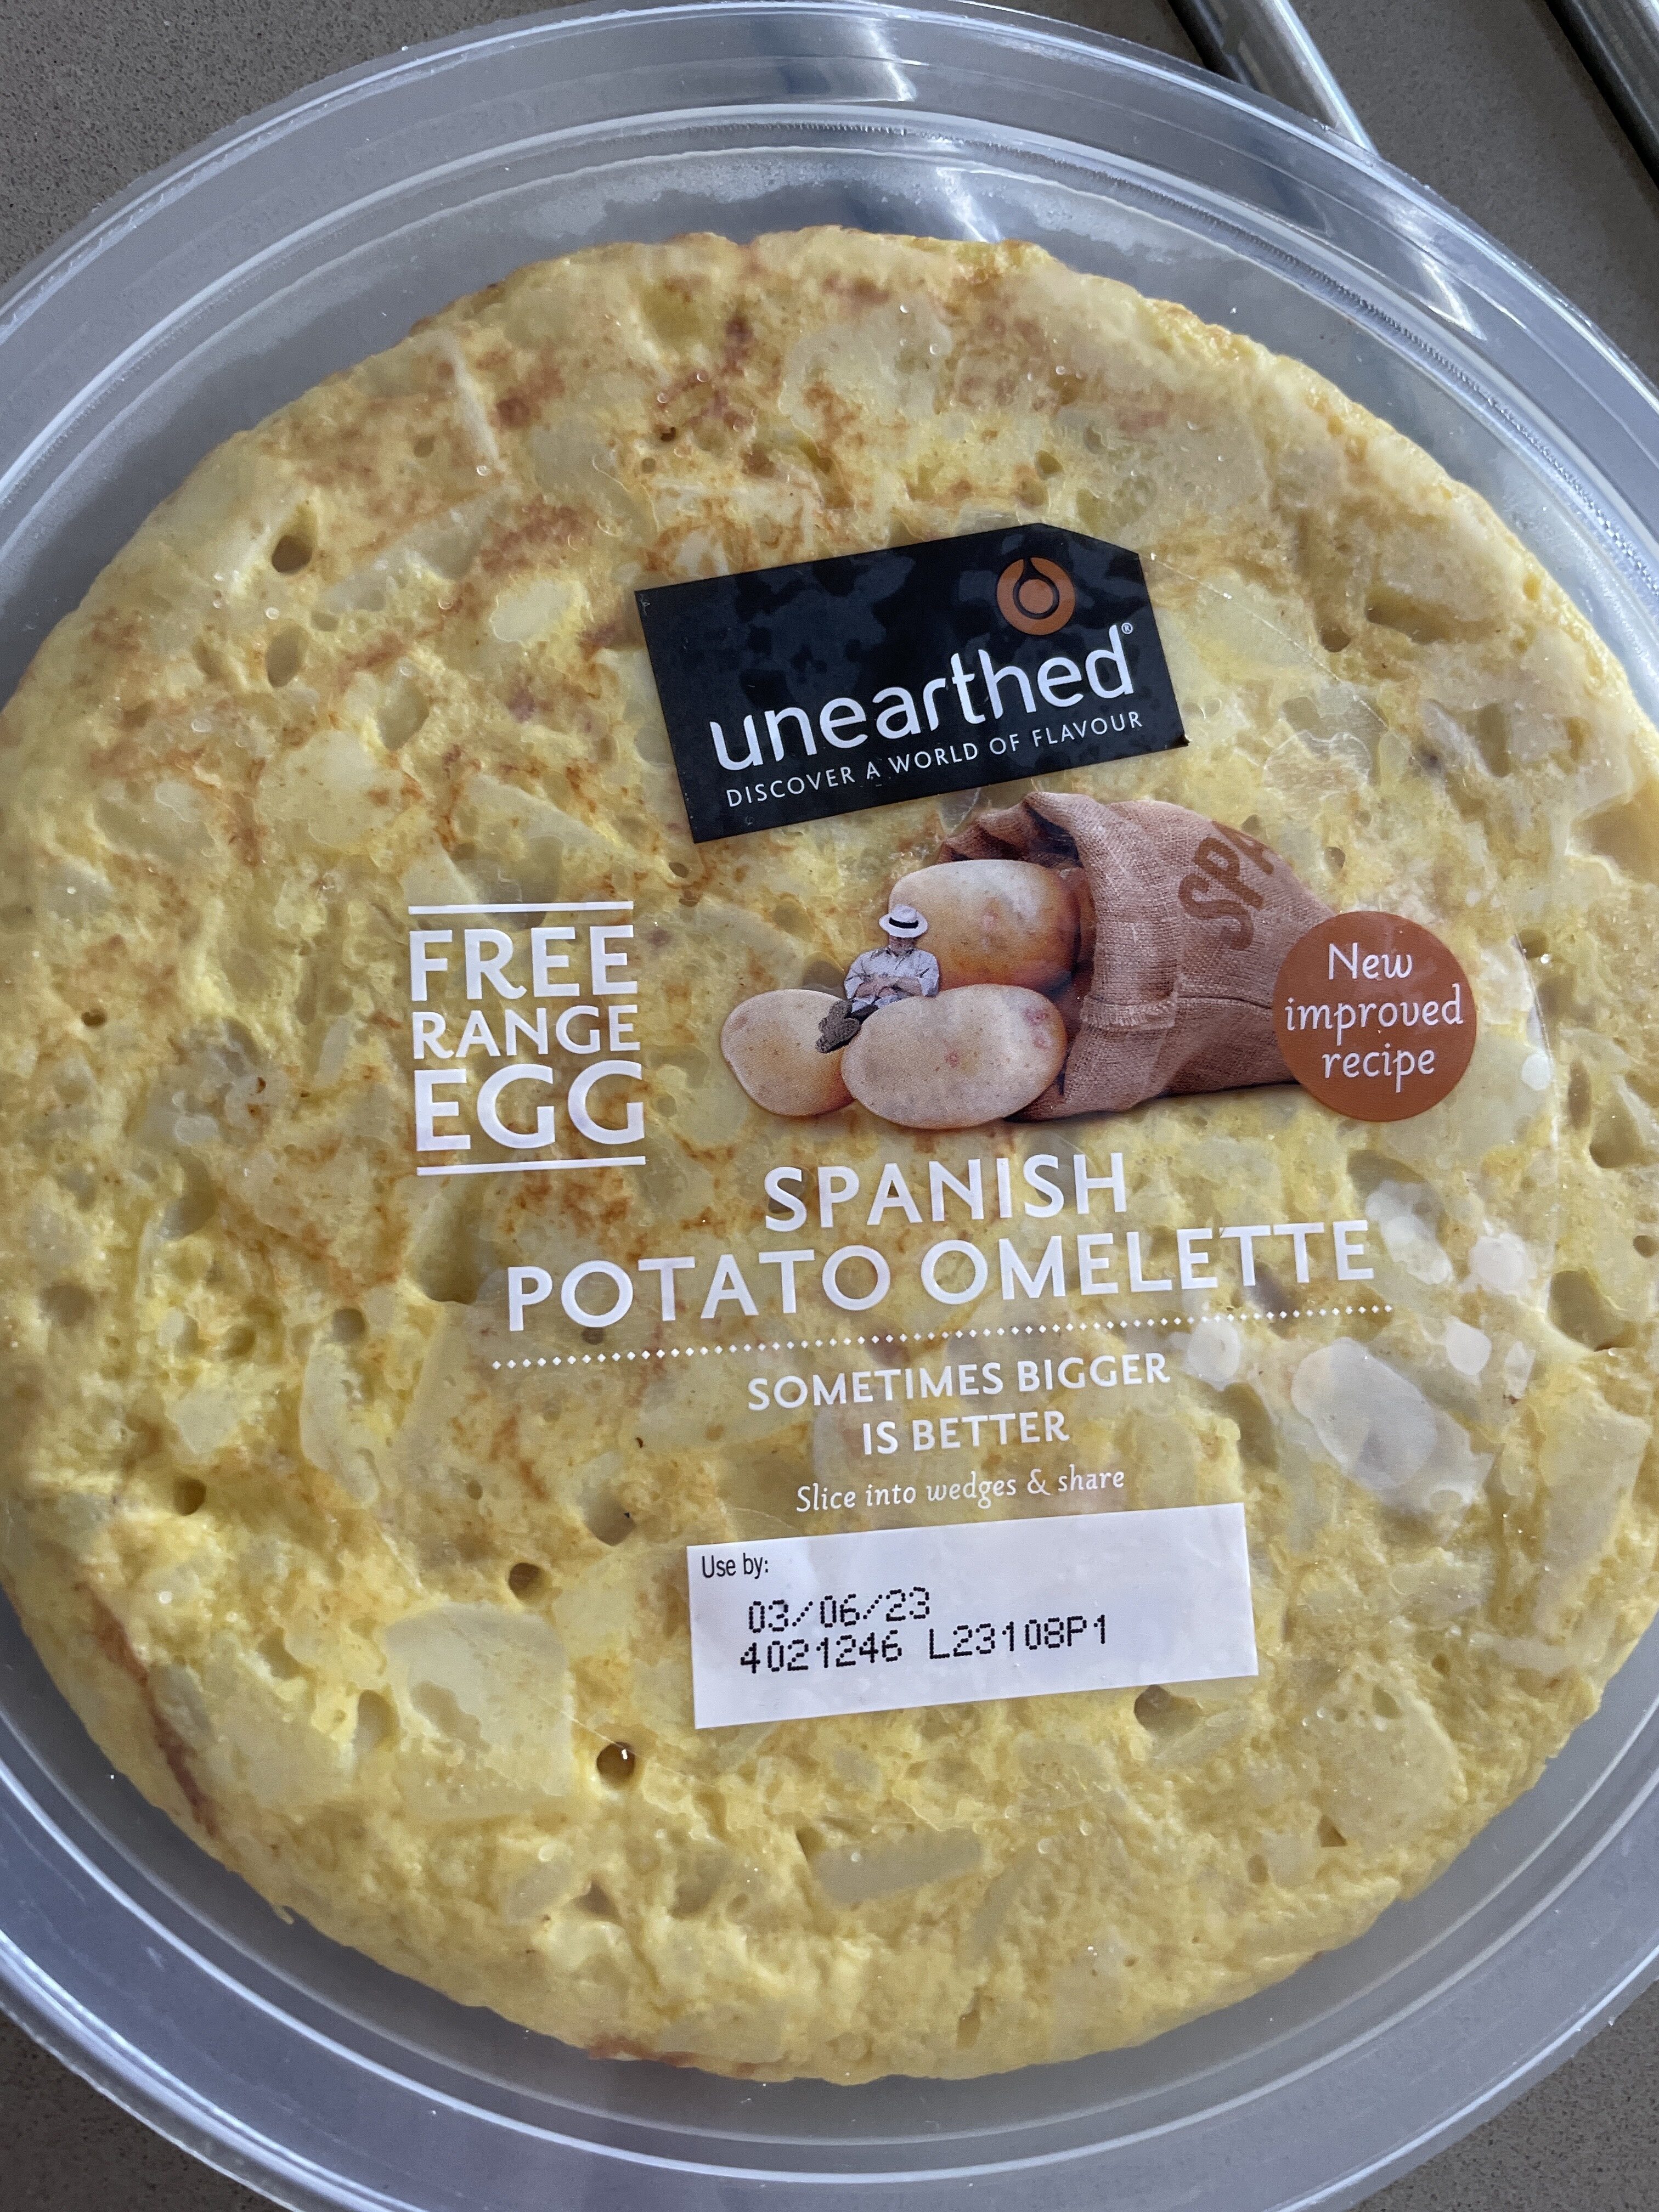 unearthed®
DISCOVER A WORLD OF FLAVOUR
SPA
FREE
RANGE
EGG
New
improved
recipe
SPANISH
POTATO OMELETTE
SOMETIMES BIGGER
IS BETTER
Slice into wedges & share
Use by:
03/06/23
4021246 L23108P1